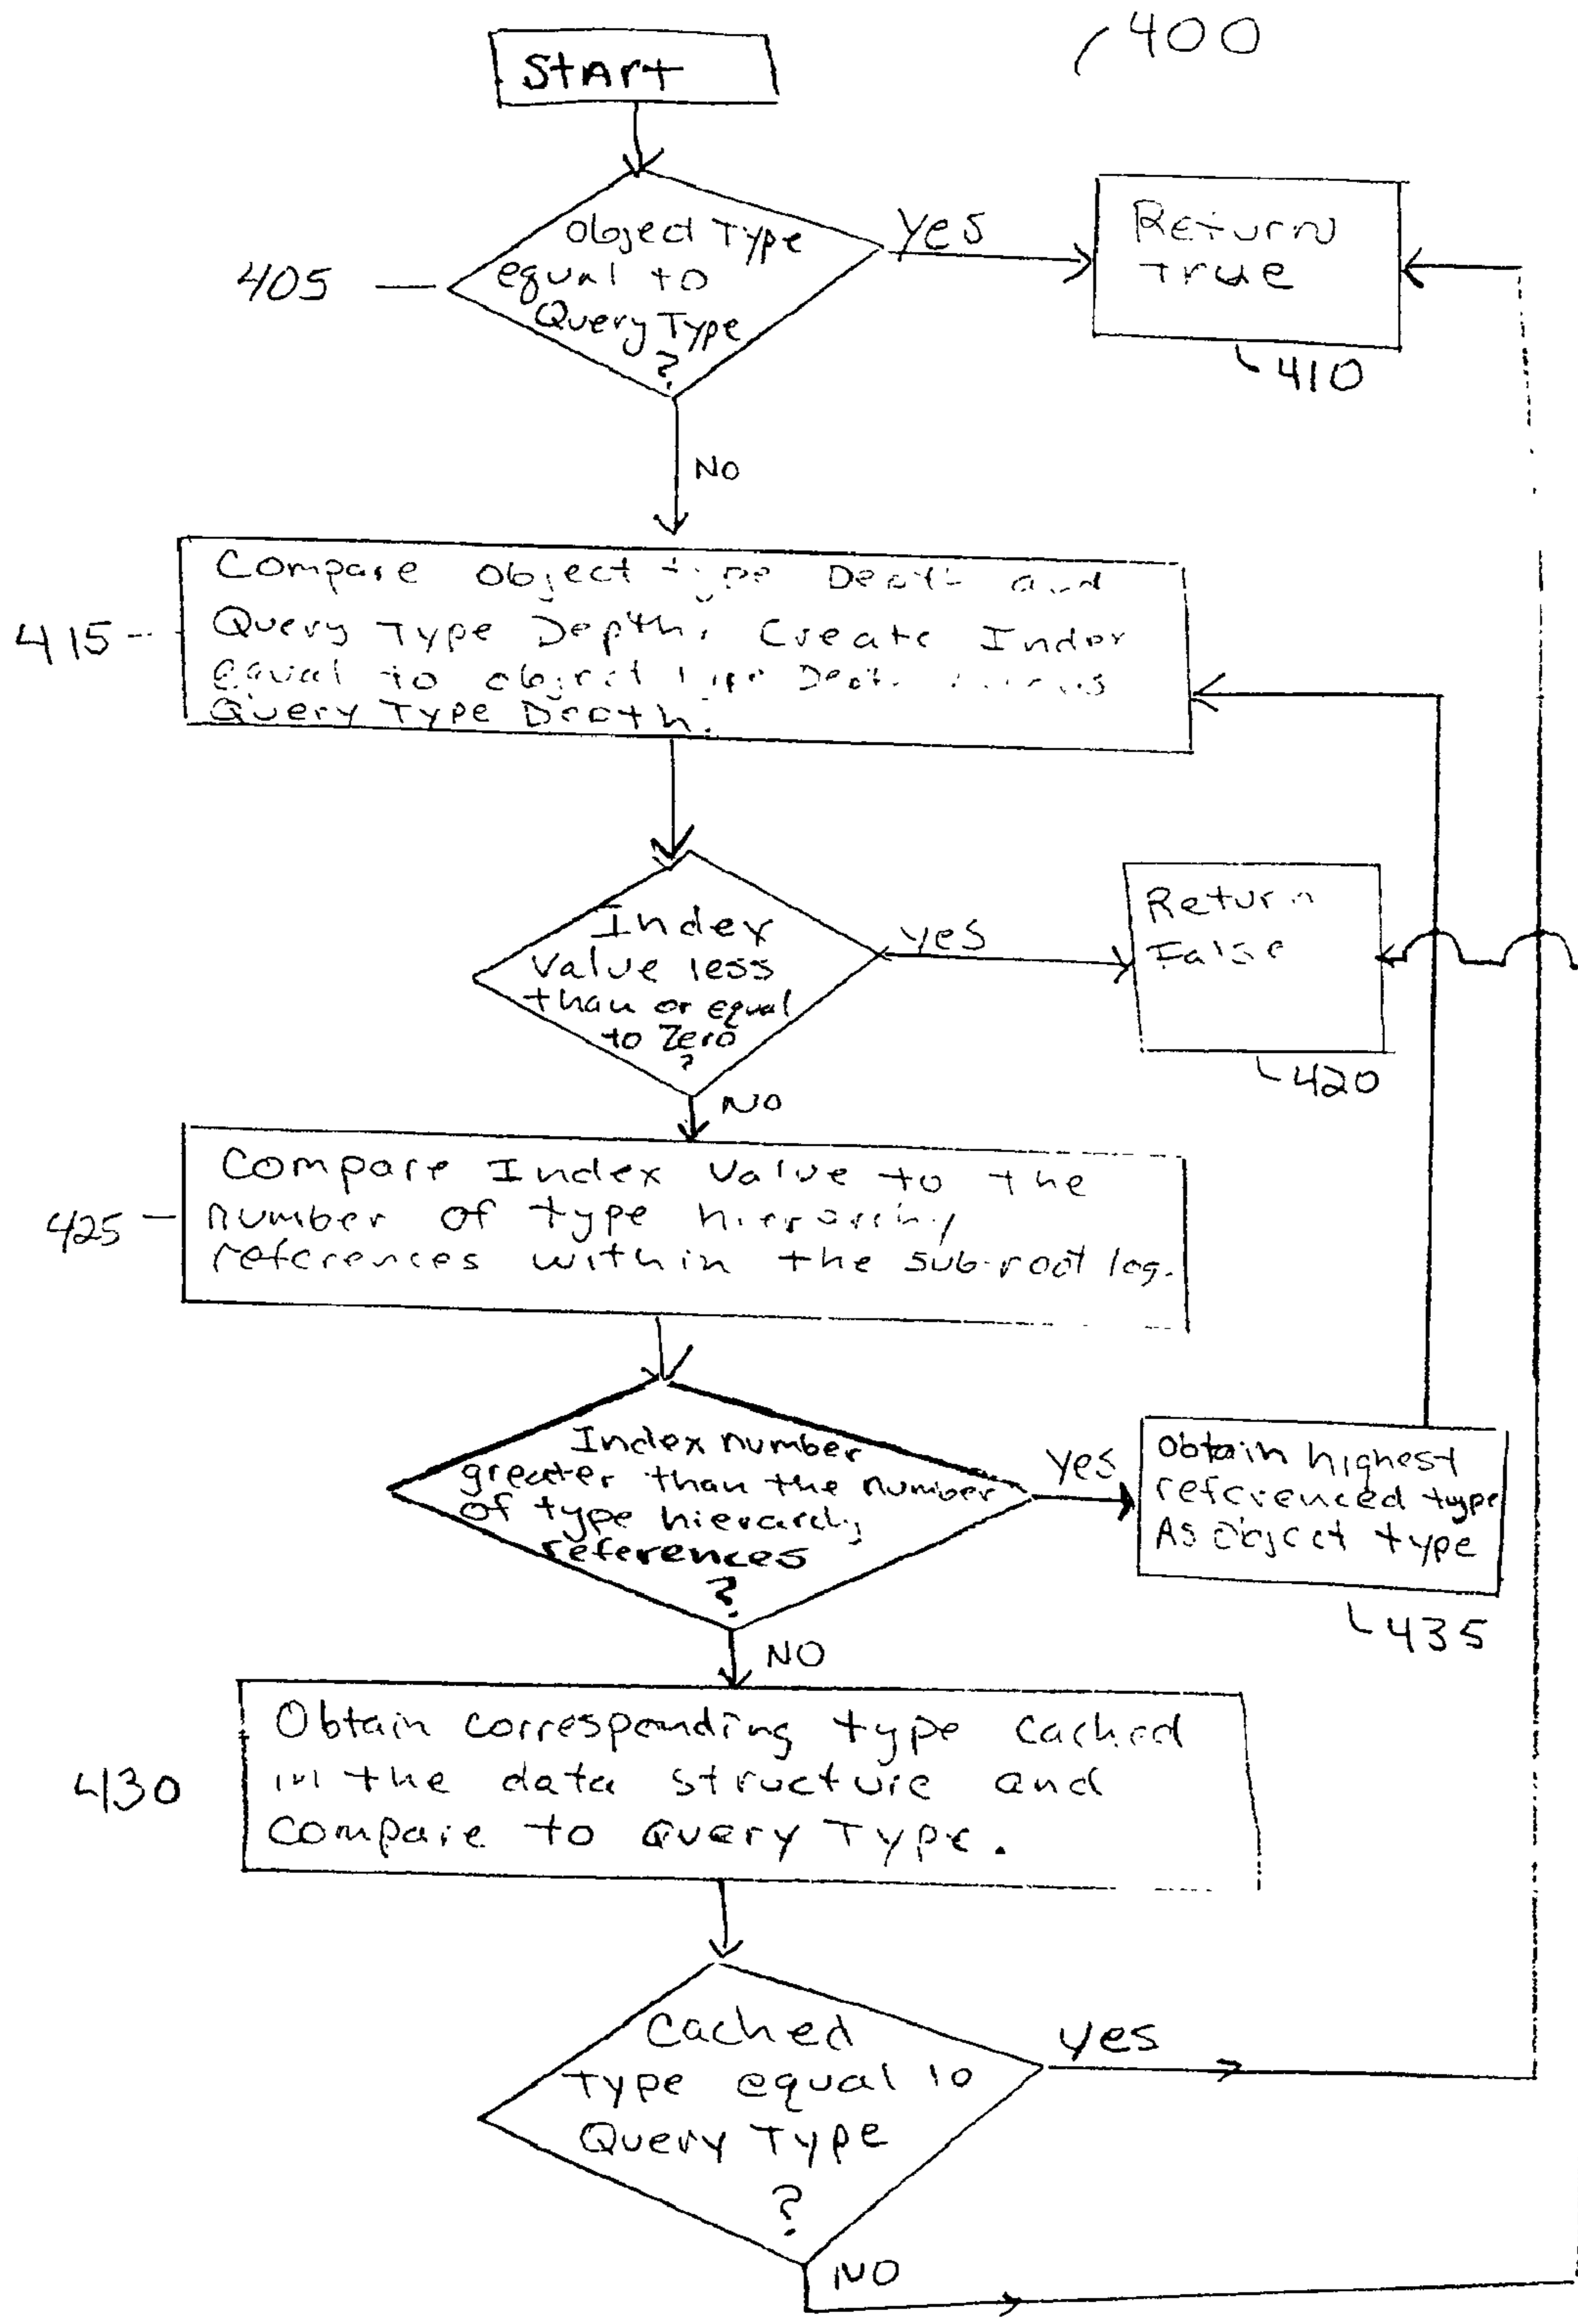 400
Start
Object Type
equal to
Query Type
?
405
Yes
Return
True
410
NO
Compare Object type Depth and
Query Type Depth. Create Index
equal to object type Depth minus
Query Type Depth.
415
Index
Value less
than or equal
to Zero
?
yes
Return
False
420
NO
Compare Index Value to the
number of type hierarchy
references within the sub-root log.
425
Index number
greater than the number
of type hierarchy
references
?
yes
Obtain highest
referenced type
As Object type
435
NO
Obtain corresponding type cached
in the data structure and
Compare to Query Type.
430
Cached
Type equal to
Query Type
?
yes
NO